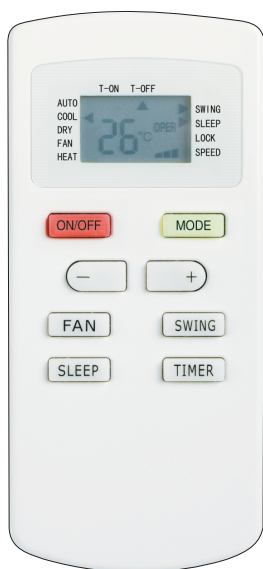 T-ON T-OFF
AUTO
COOL
DRY
FAN
HEAT
26°C
OPER
SWING
SLEEP
LOCK
SPEED
ON/OFF MODE
− +
FAN SWING
SLEEP TIMER